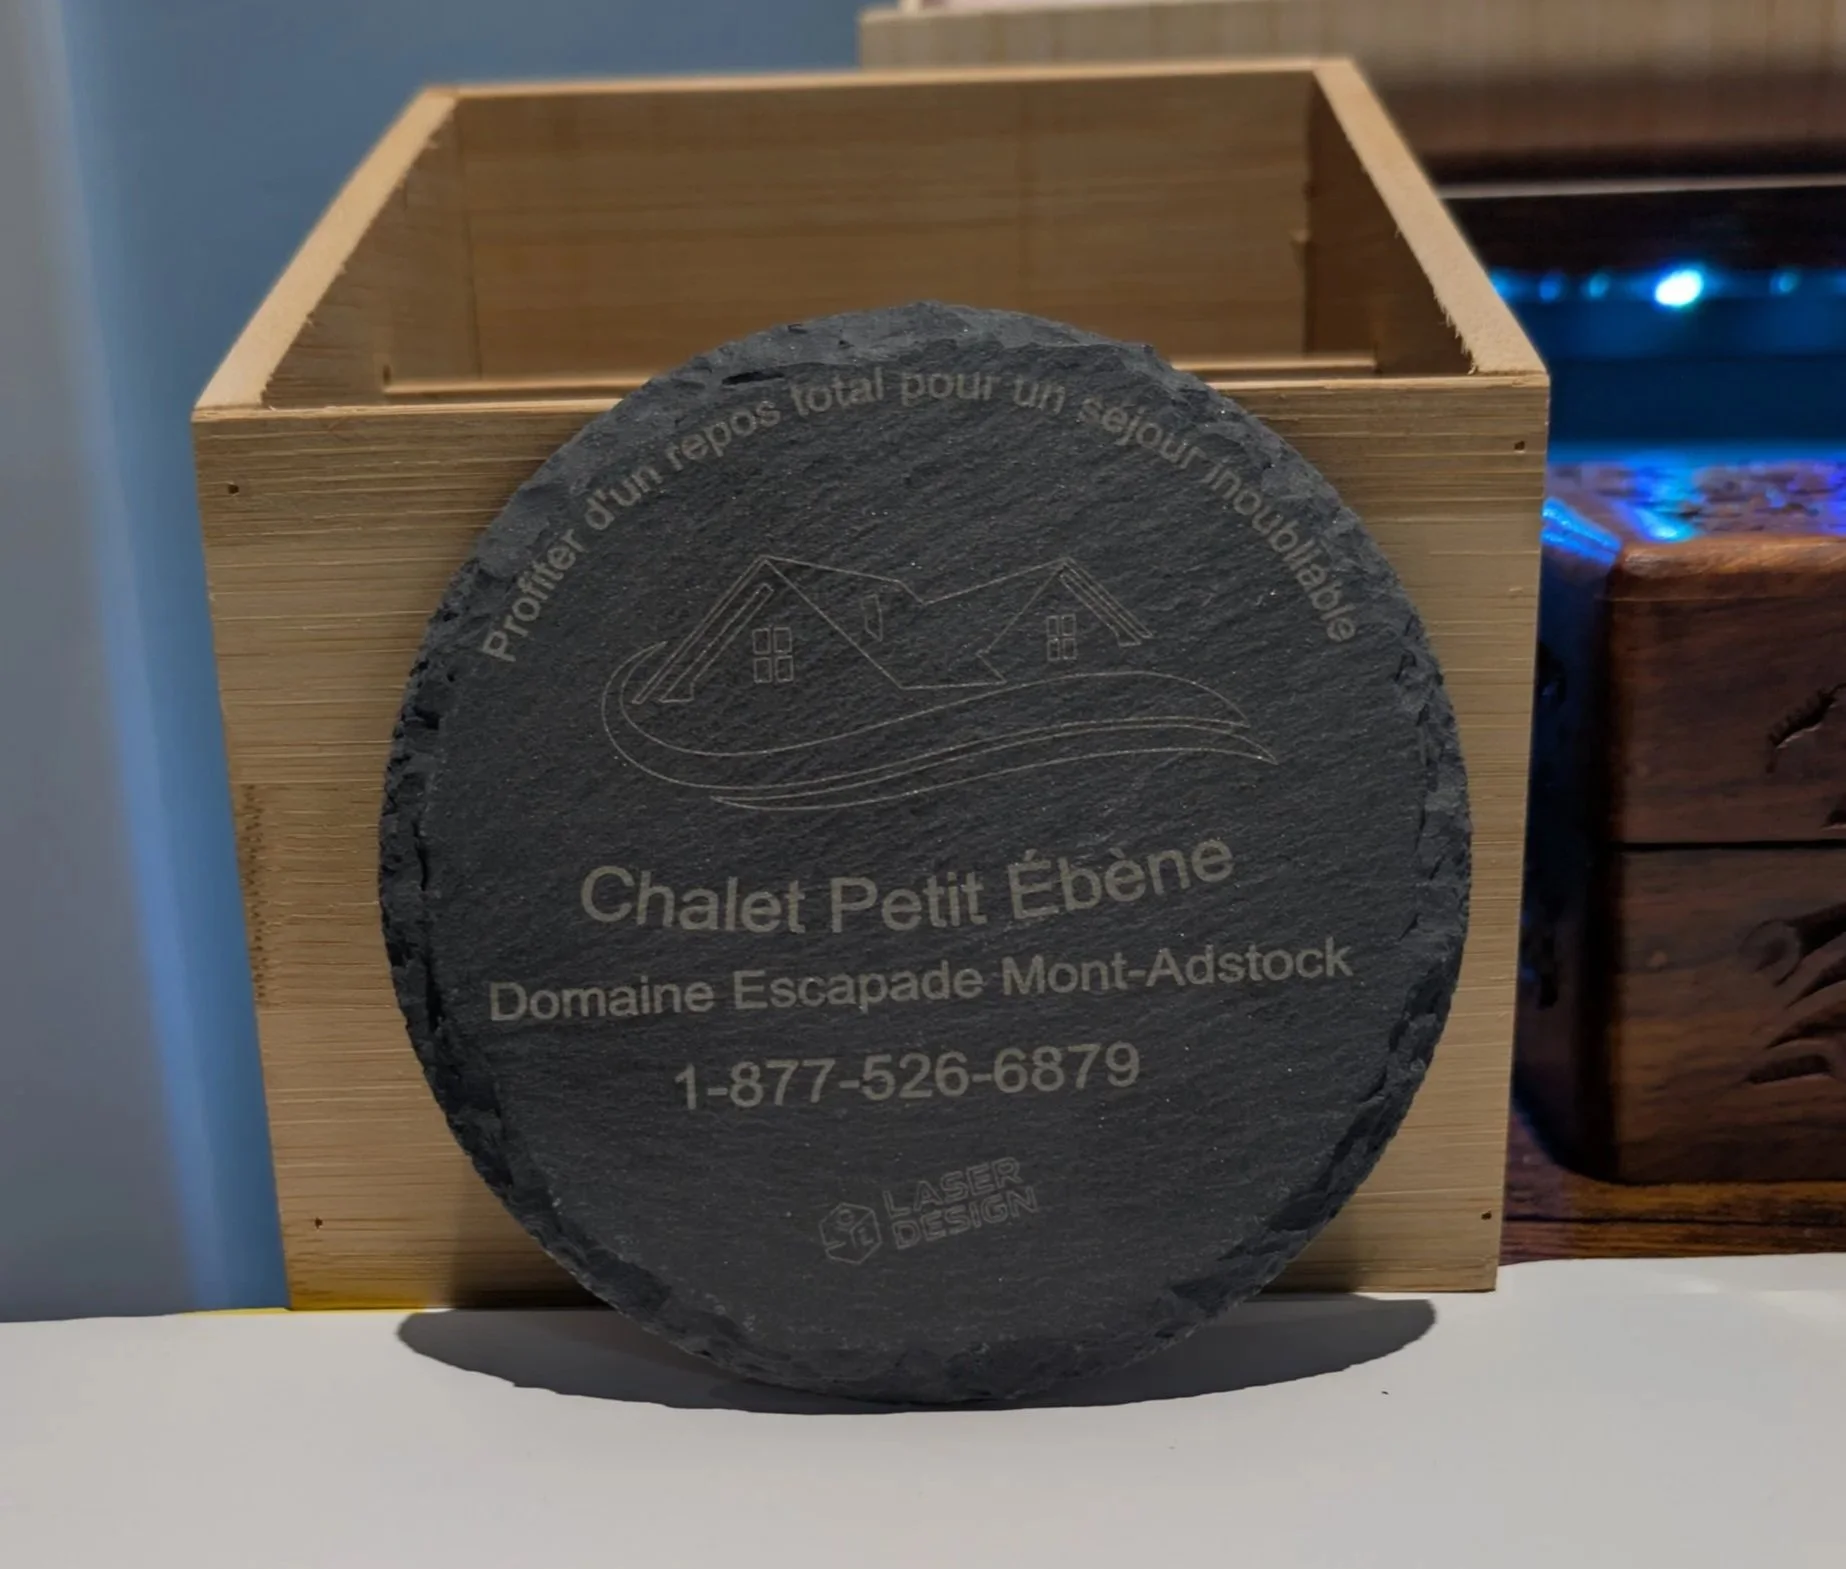 Profiter d'un repos total pour un séjour inoubliable
Chalet Petit Ébène
Domaine Escapade Mont-Adstock
1-877-526-6879
LASER
DESIGN